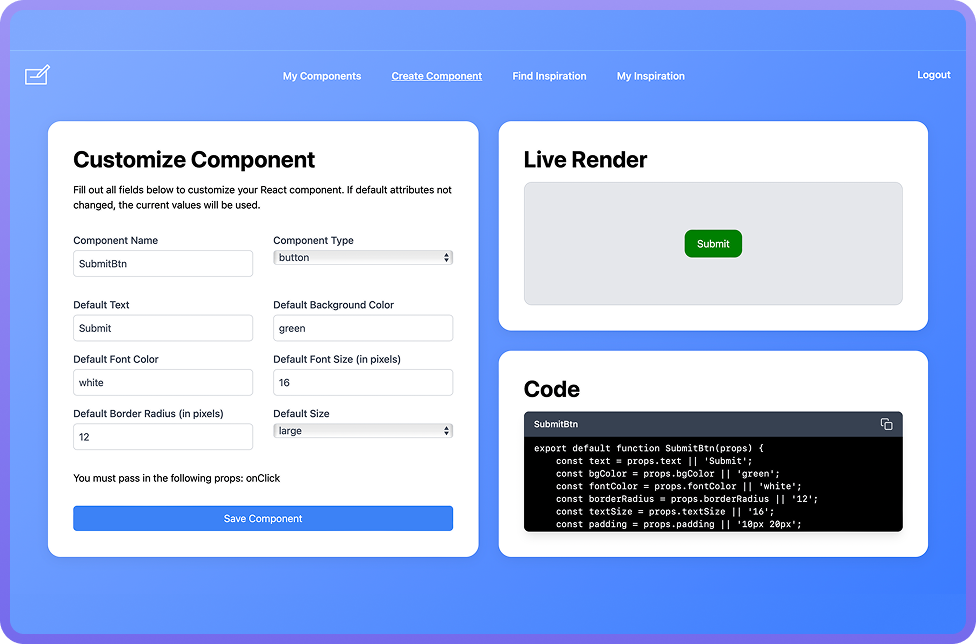 My Components
Create Component
Find Inspiration
My Inspiration
Logout
Customize Component
Fill out all fields below to customize your React component. If default attributes not
changed, the current values will be used.
Component Name
SubmitBtn
Component Type
button
Default Text
Submit
Default Background Color
green
Default Font Color
white
Default Font Size (in pixels)
16
Default Border Radius (in pixels)
12
Default Size
large
You must pass in the following props: onClick
Save Component
Live Render
Submit
Code
SubmitBtn
export default function SubmitBtn(props) {
    const text = props.text || 'Submit';
    const bgColor = props.bgColor || 'green';
    const fontColor = props.fontColor || 'white';
    const borderRadius = props.borderRadius || '12';
    const textSize = props.textSize || '16';
    const padding = props.padding || '10px 20px';